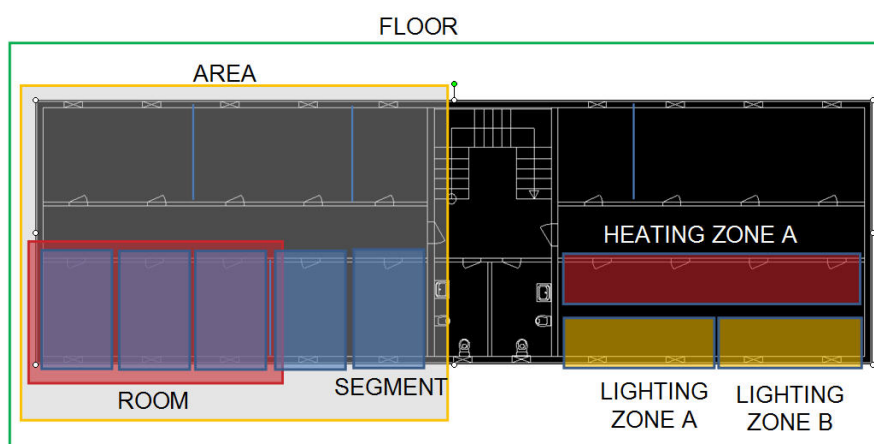 FLOOR
AREA
HEATING ZONE A
ROOM
SEGMENT
LIGHTING
ZONE A
LIGHTING
ZONE B